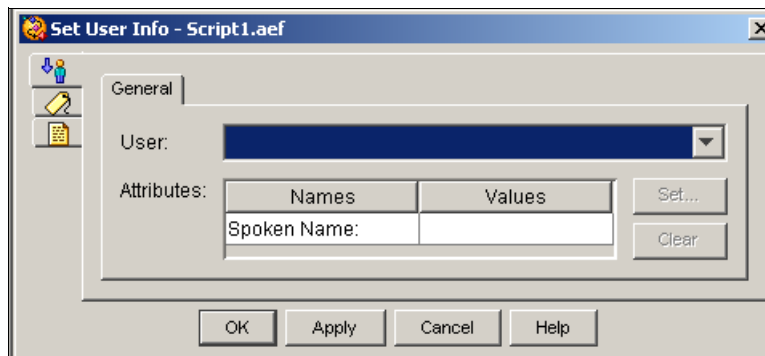 Set User Info - Script1.aef
General
User:
Attributes:
Names Values
Set...
Spoken Name:
Clear
OK Apply Cancel Help